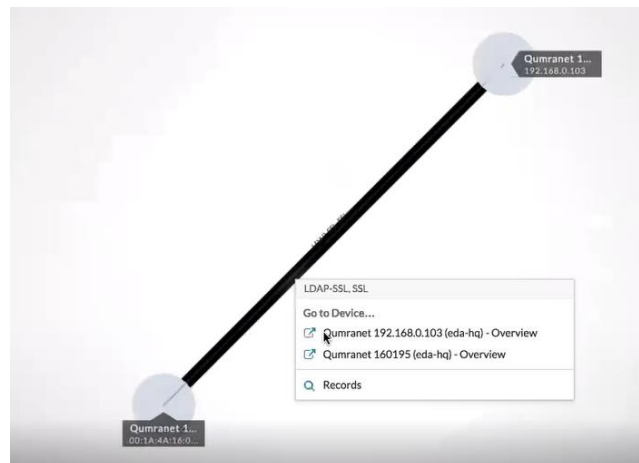 Qumranet 1...
192.168.0.103
LDAP-SSL, SSL
Go to Device...
Qumranet 192.168.0.103 (eda-hq) - Overview
Qumranet 160195 (eda-hq) - Overview
Records
Qumranet 1...
00:1A:4A:16:0...